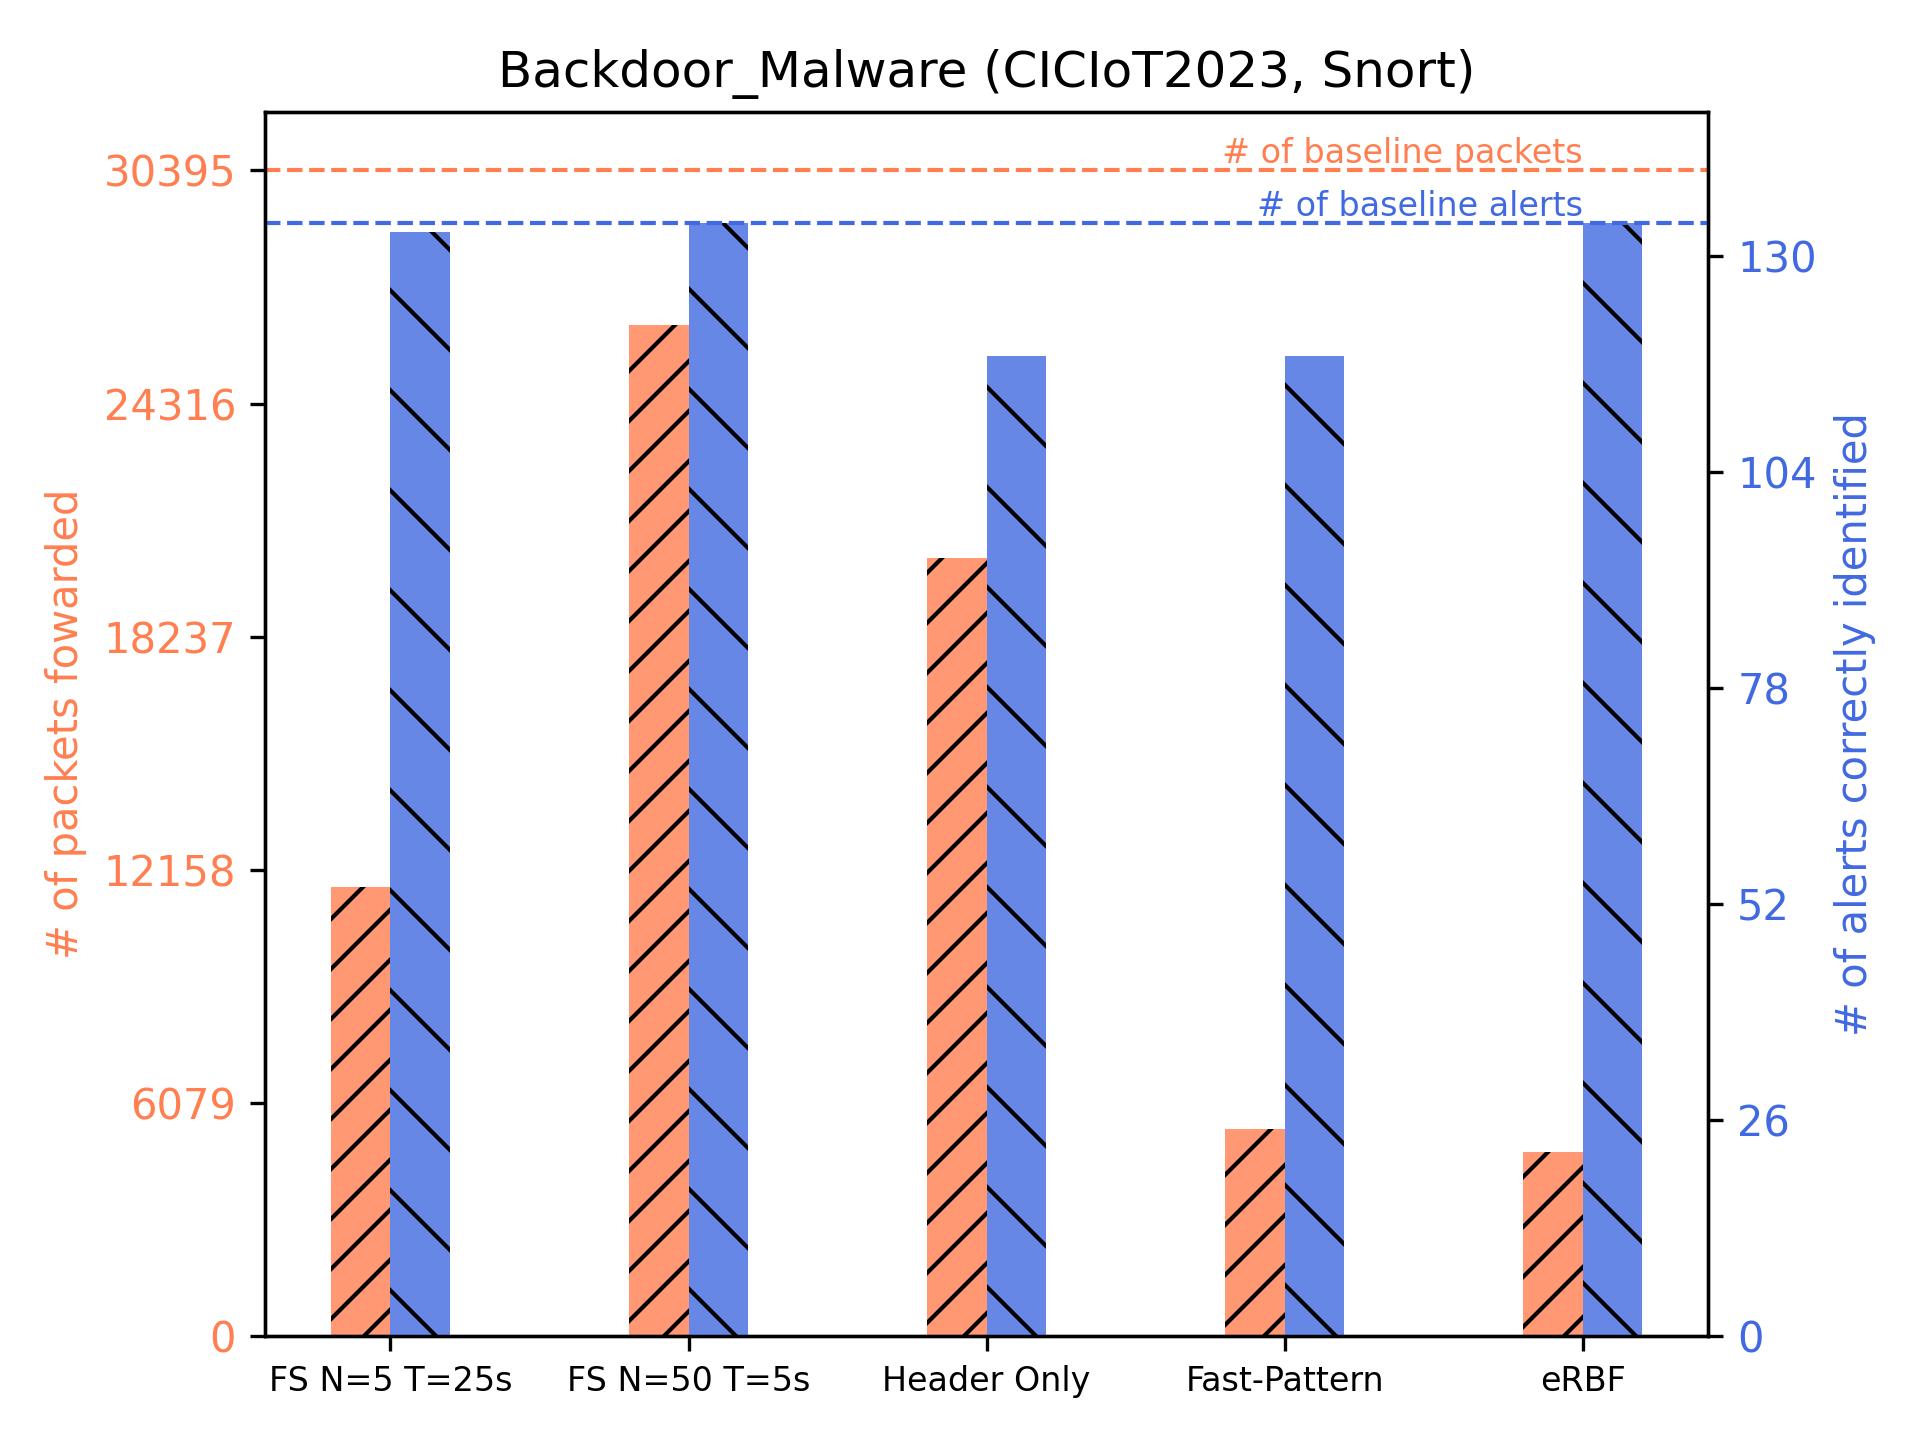 Backdoor_Malware (CICIoT2023, Snort)
# of baseline packets
# of baseline alerts
30395
24316
18237
12158
6079
0
# of packets fowarded
130
104
78
52
26
0
# of alerts correctly identified
FS N=5 T=25s
FS N=50 T=5s
Header Only
Fast-Pattern
eRBF